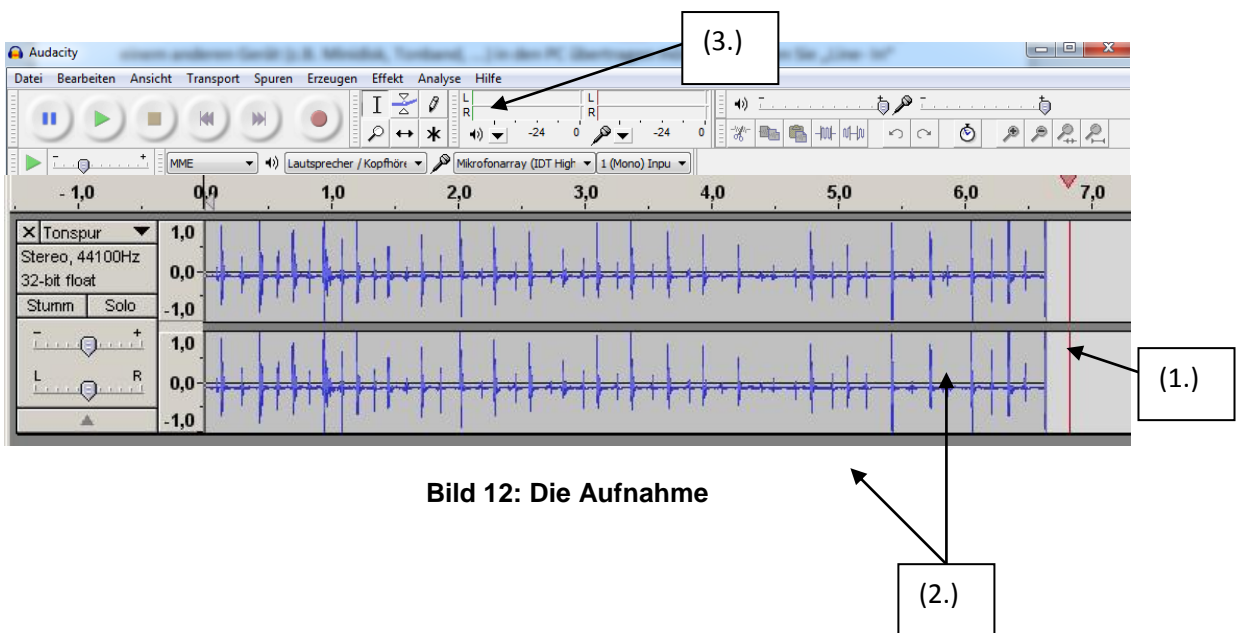 (3.)
Audacity
Datei Bearbeiten Ansicht Transport Spuren Erzeugen Effekt Analyse Hilfe
L
R
L
R
-24 0
-24 0
MME
Lautsprecher / Kopfhöre
Mikrofonarray (IDT High
1 (Mono) Inpu
- 1,0 0,0 1,0 2,0 3,0 4,0 5,0 6,0 7,0
X Tonspur
Stereo, 44100Hz
32-bit float
Stumm Solo
- +
L R
1,0
0,0
-1,0
1,0
0,0
-1,0
(1.)
Bild 12: Die Aufnahme
(2.)